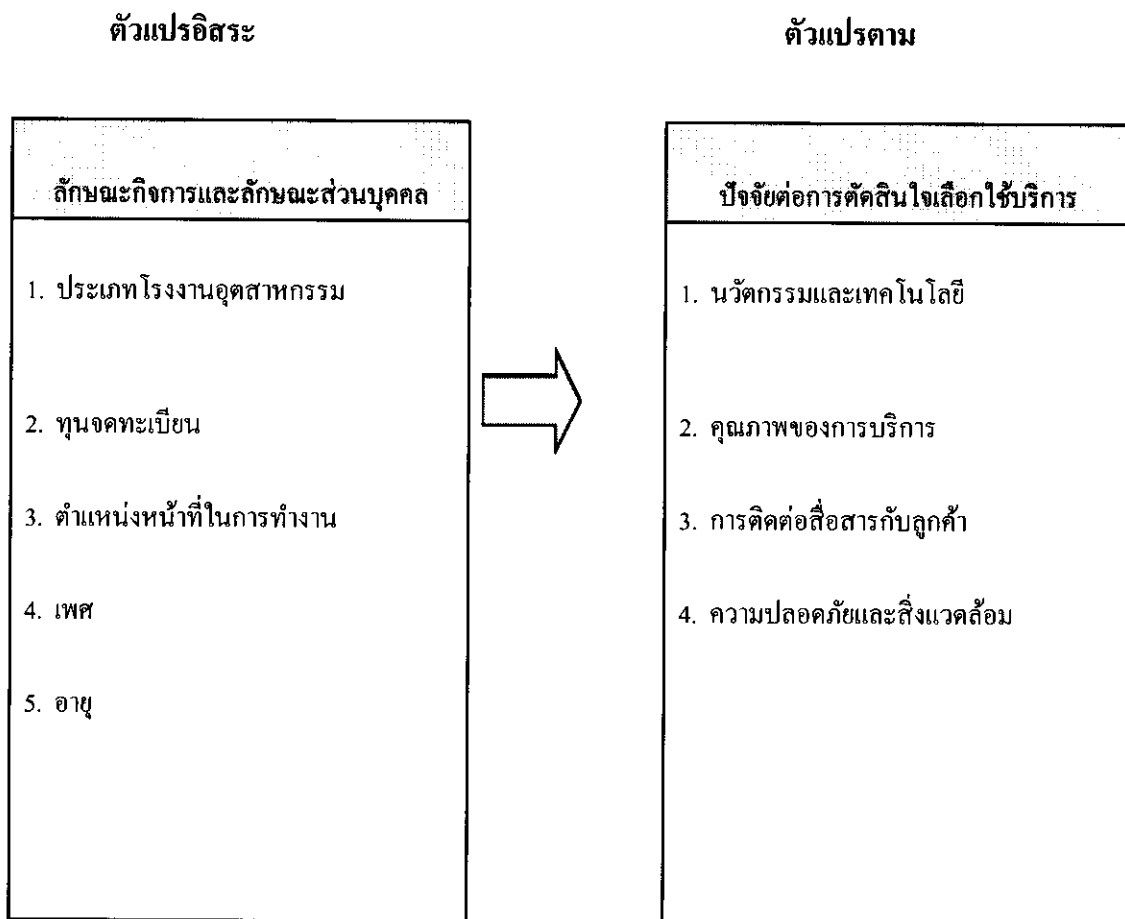 ตัวแปรอิสระ
ตัวแปรตาม
ลักษณะกิจการและลักษณะส่วนบุคคล
1. ประเภทโรงงานอุตสาหกรรม
2. ทุนจดทะเบียน
3. ตำแหน่งหน้าที่ในการทำงาน
4. เพศ
5. อายุ
ปัจจัยต่อการตัดสินใจเลือกใช้บริการ
1. นวัตกรรมและเทคโนโลยี
2. คุณภาพของการบริการ
3. การติดต่อสื่อสารกับลูกค้า
4. ความปลอดภัยและสิ่งแวดล้อม